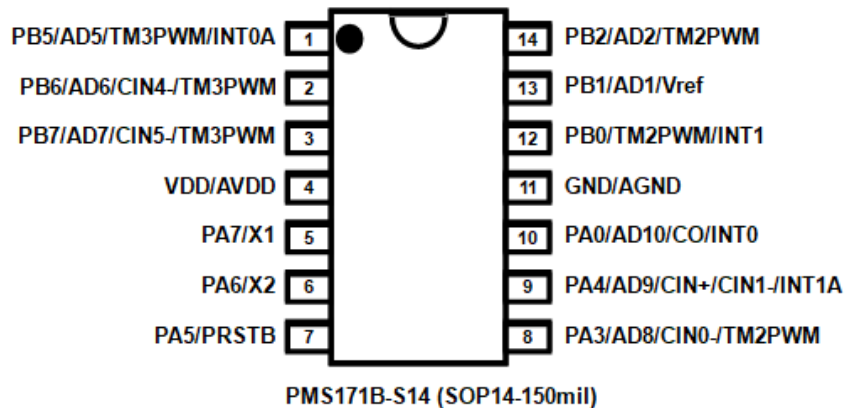 PB5/AD5/TM3PWM/INT0A 1 14 PB2/AD2/TM2PWM
PB6/AD6/CIN4-/TM3PWM 2 13 PB1/AD1/Vref
PB7/AD7/CIN5-/TM3PWM 3 12 PB0/TM2PWM/INT1
VDD/AVDD 4 11 GND/AGND
PA7/X1 5 10 PA0/AD10/CO/INT0
PA6/X2 6 9 PA4/AD9/CIN+/CIN1-/INT1A
PA5/PRSTB 7 8 PA3/AD8/CIN0-/TM2PWM
PMS171B-S14 (SOP14-150mil)